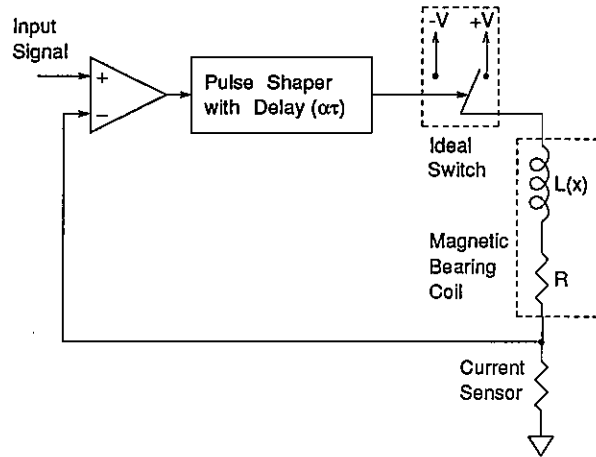 Input
Signal
+
−
Pulse Shaper
with Delay (ατ)
-V
+V
Ideal
Switch
L(x)
Magnetic
Bearing
Coil
R
Current
Sensor